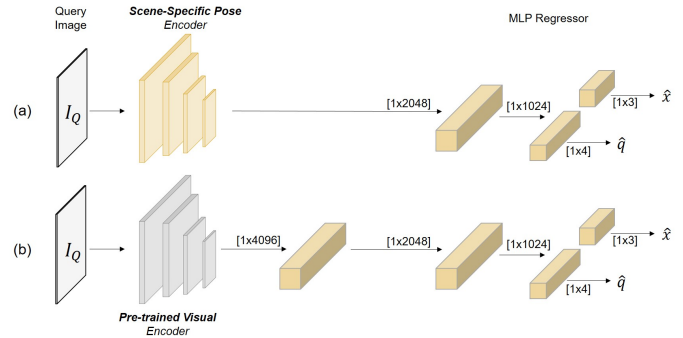 Query
Image
Scene-Specific Pose
Encoder
MLP Regressor
(a)
I_Q
[1x2048]
[1x1024]
[1x3]
x̂
[1x4]
q̂
(b)
I_Q
[1x4096]
[1x2048]
[1x1024]
[1x3]
x̂
[1x4]
q̂
Pre-trained Visual
Encoder